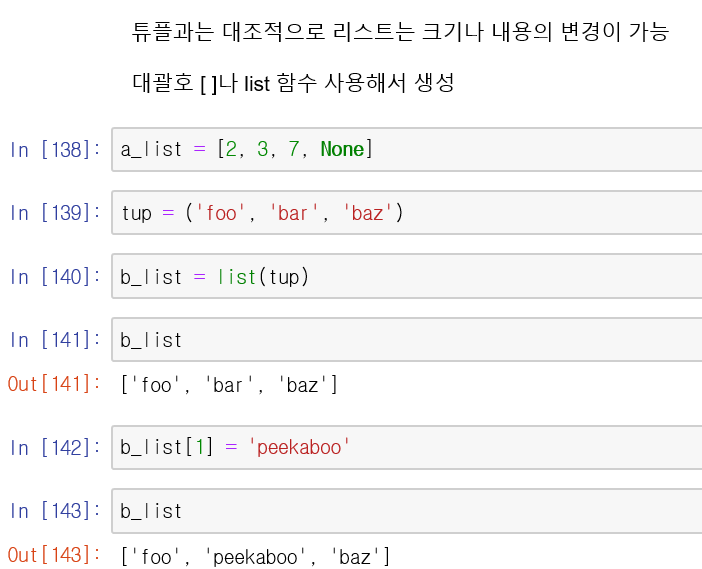 튜플과는 대조적으로 리스트는 크기나 내용의 변경이 가능
대괄호 [ ]나 list 함수 사용해서 생성
In [138]: a_list = [2, 3, 7, None]
In [139]: tup = ('foo', 'bar', 'baz')
In [140]: b_list = list(tup)
In [141]: b_list
Out[141]: ['foo', 'bar', 'baz']
In [142]: b_list[1] = 'peekaboo'
In [143]: b_list
Out[143]: ['foo', 'peekaboo', 'baz']